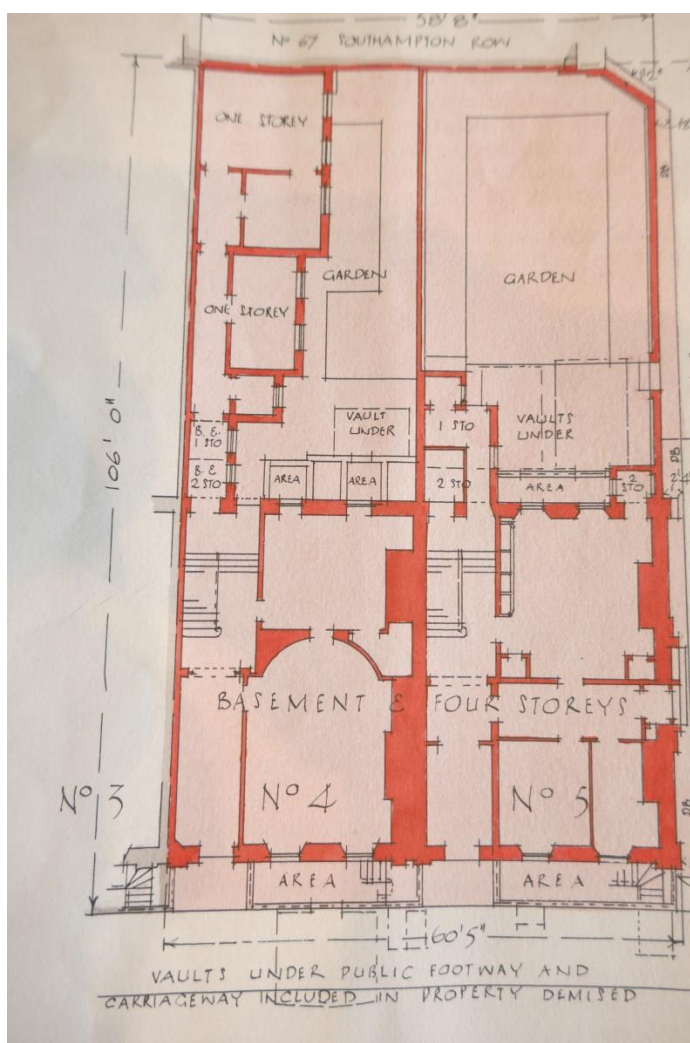 58' 8"
No 67 SOUTHAMPTON ROW
ONE STOREY
GARDEN
GARDEN
ONE STOREY
106' 0"
B. &
1 STO
B. &
2 STO
VAULT
UNDER
AREA
AREA
1 STO
2 STO
VAULTS
UNDER
AREA
2
STO
DB
BASEMENT & FOUR STOREYS
No 3
No 4
No 5
DB
AREA
AREA
60' 5"
VAULTS UNDER PUBLIC FOOTWAY AND
CARRIAGEWAY INCLUDED IN PROPERTY DEMISED